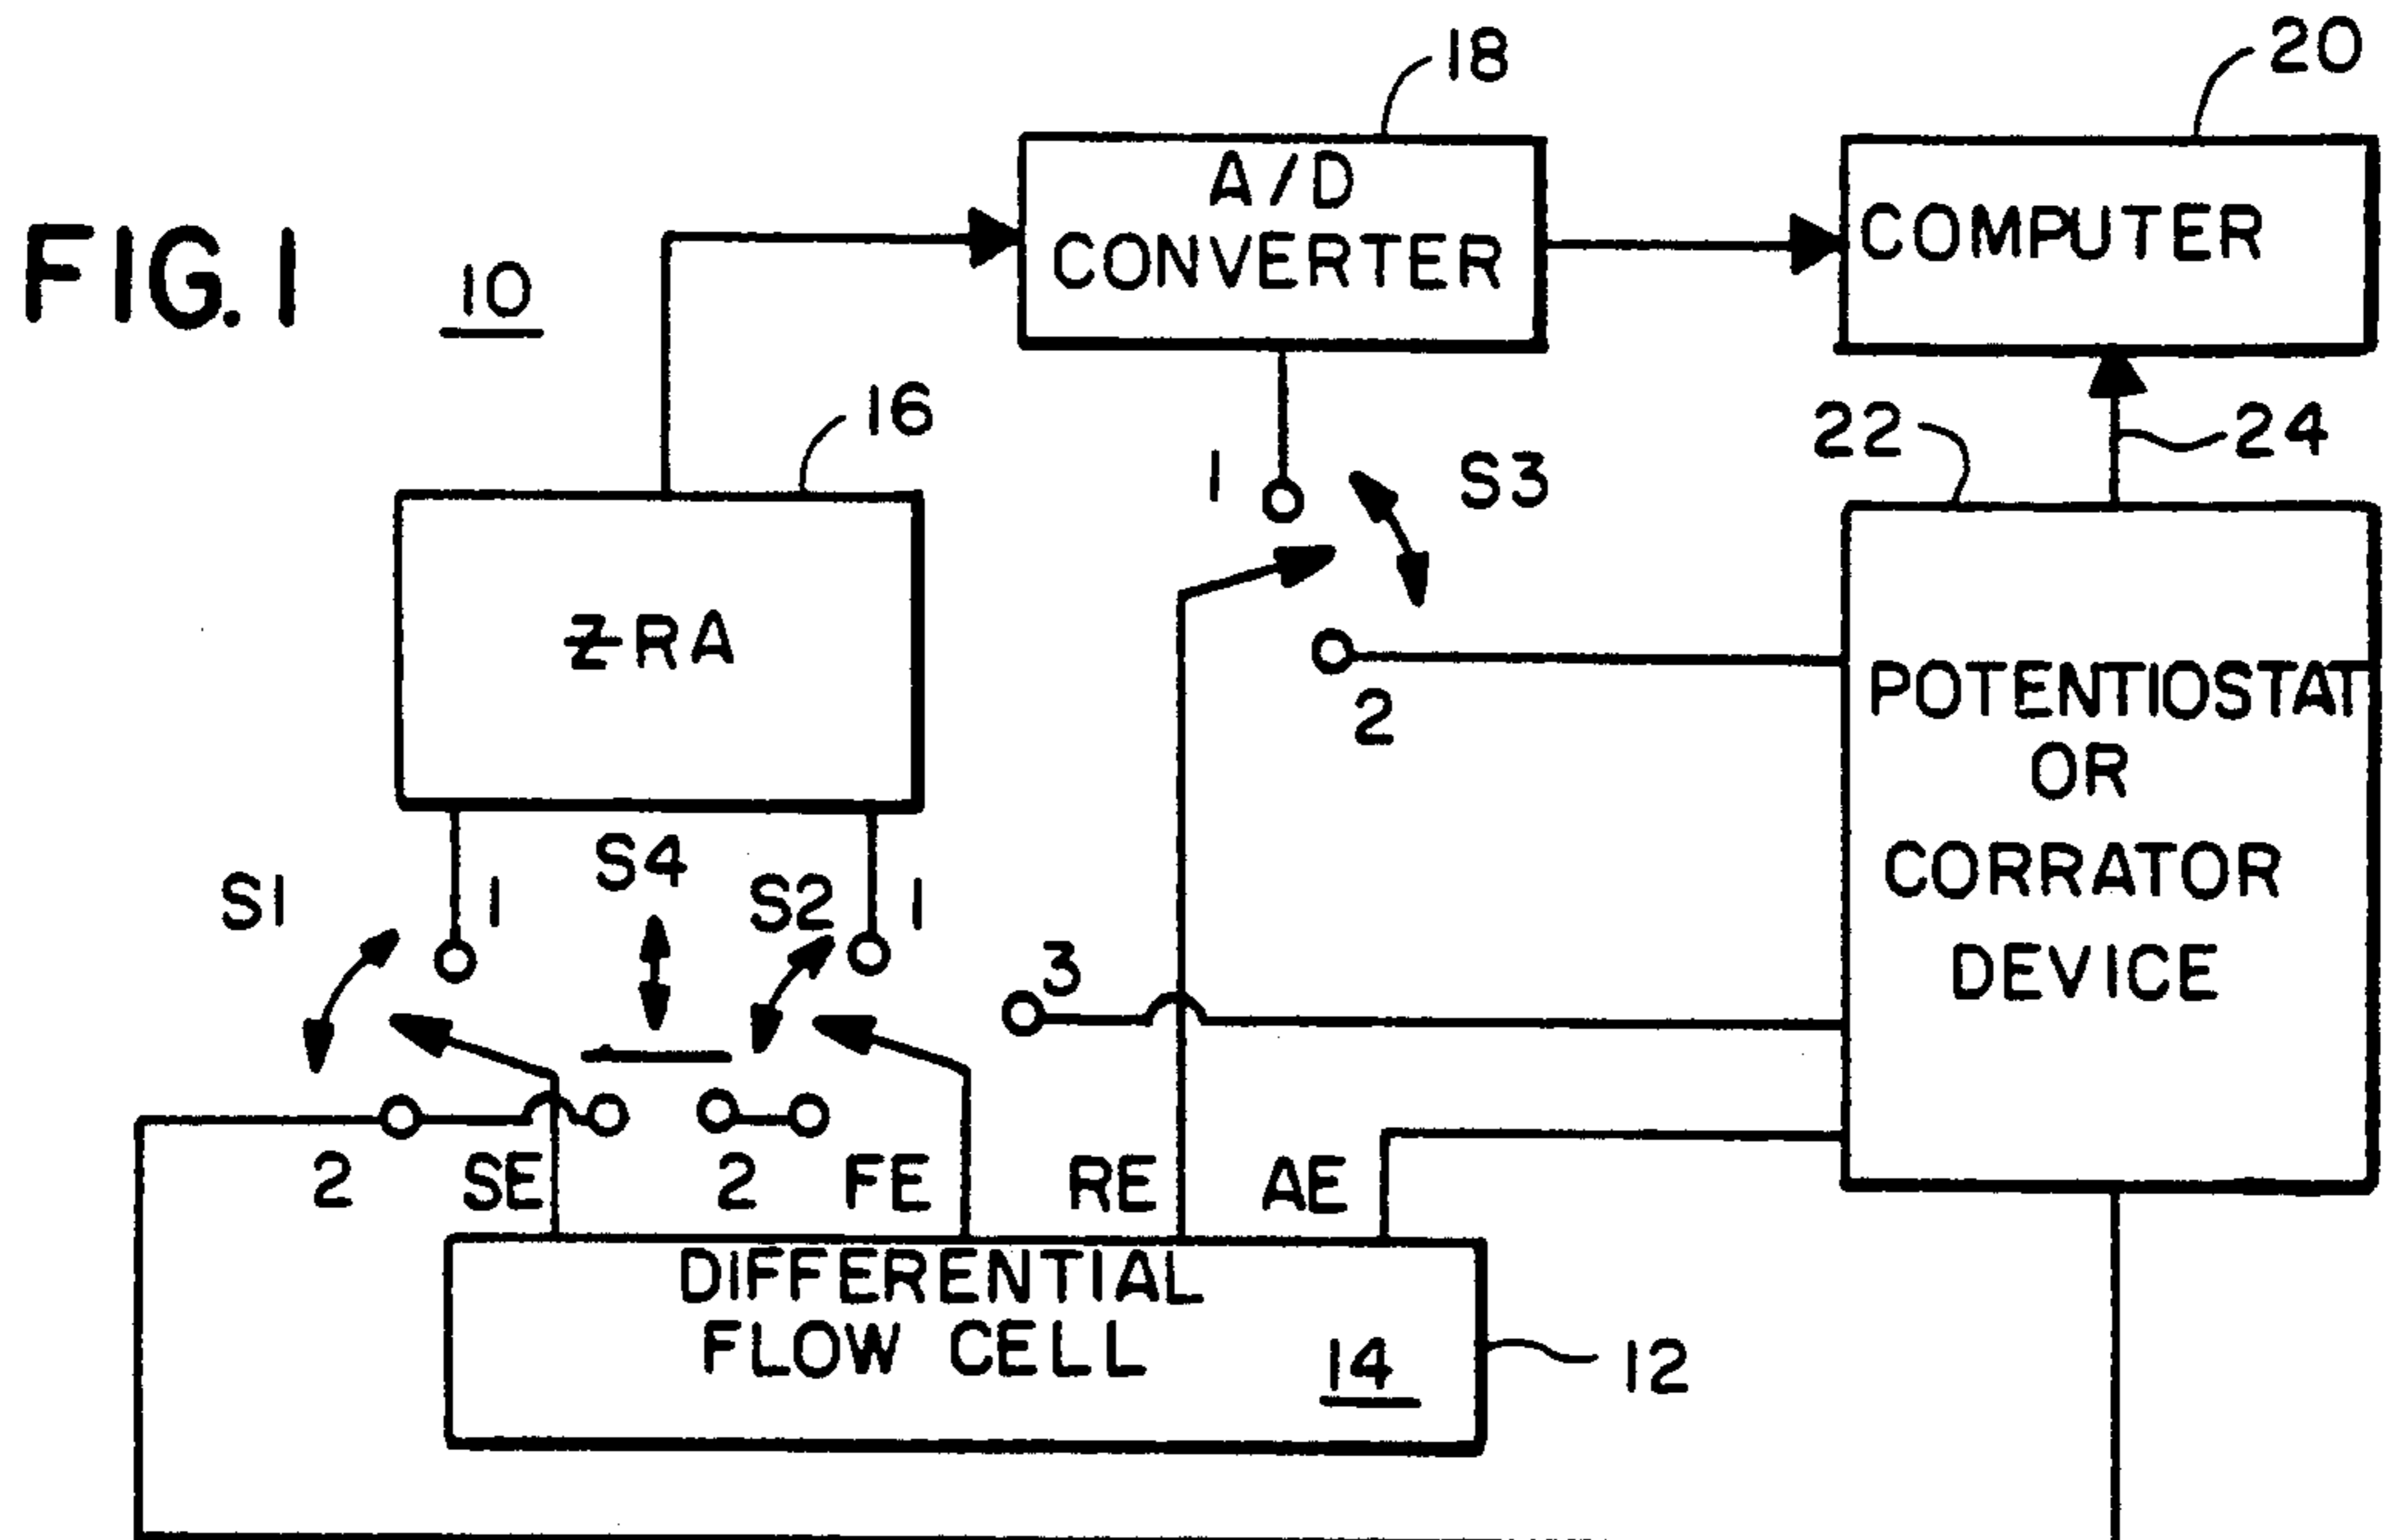 FIG. 1
10
18
20
A/D
CONVERTER
COMPUTER
16
22
24
1
S3
ZRA
2
POTENTIOSTAT
OR
CORRATOR
DEVICE
S1
1
S4
S2
1
3
2
SE
2
FE
RE
AE
DIFFERENTIAL
FLOW CELL
14
12